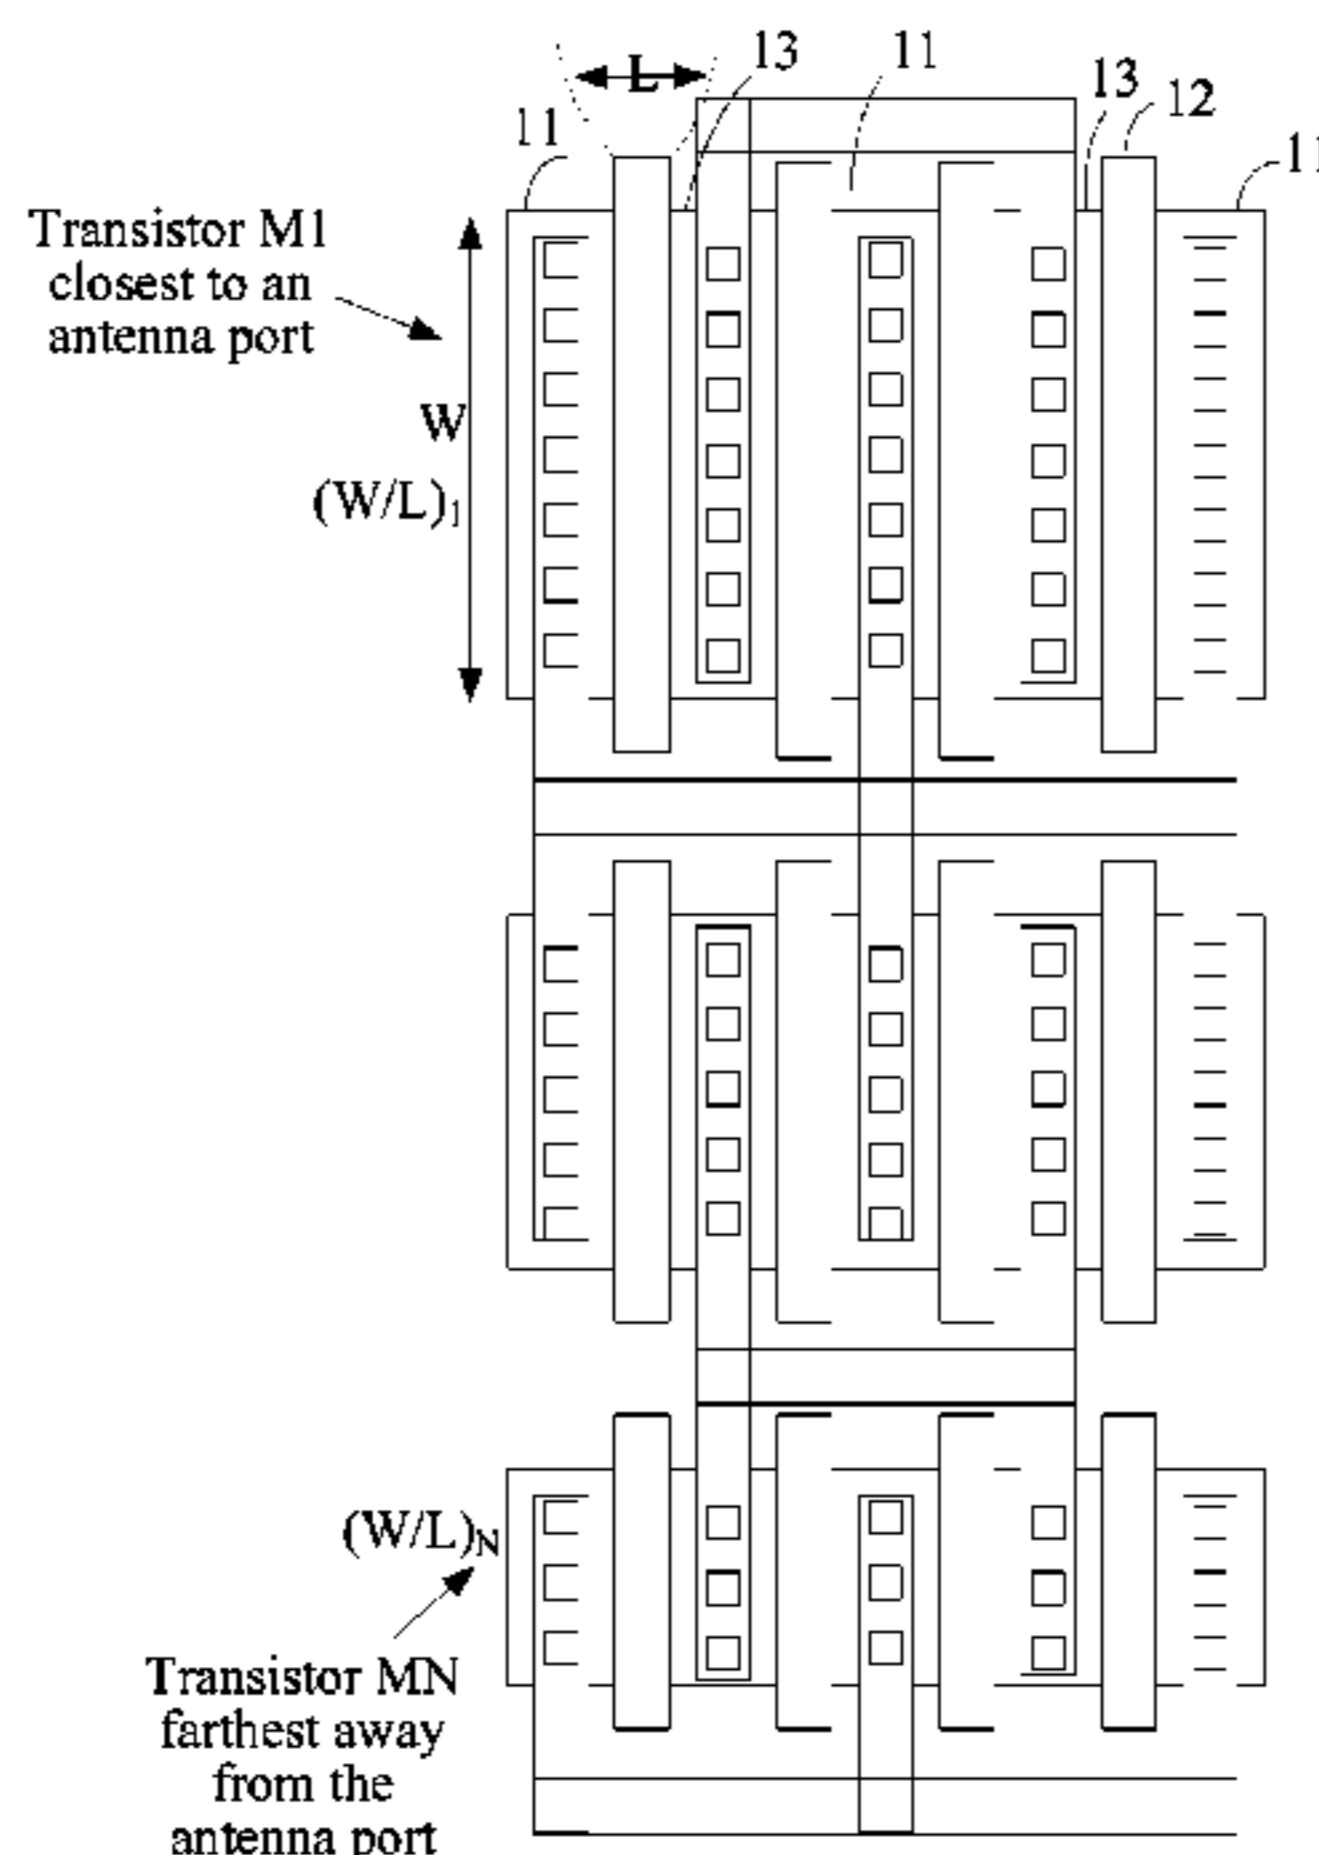 L
13
11
13
12
11
11
Transistor M1
closest to an
antenna port
W
(W/L)1
(W/L)N
Transistor MN
farthest away
from the
antenna port